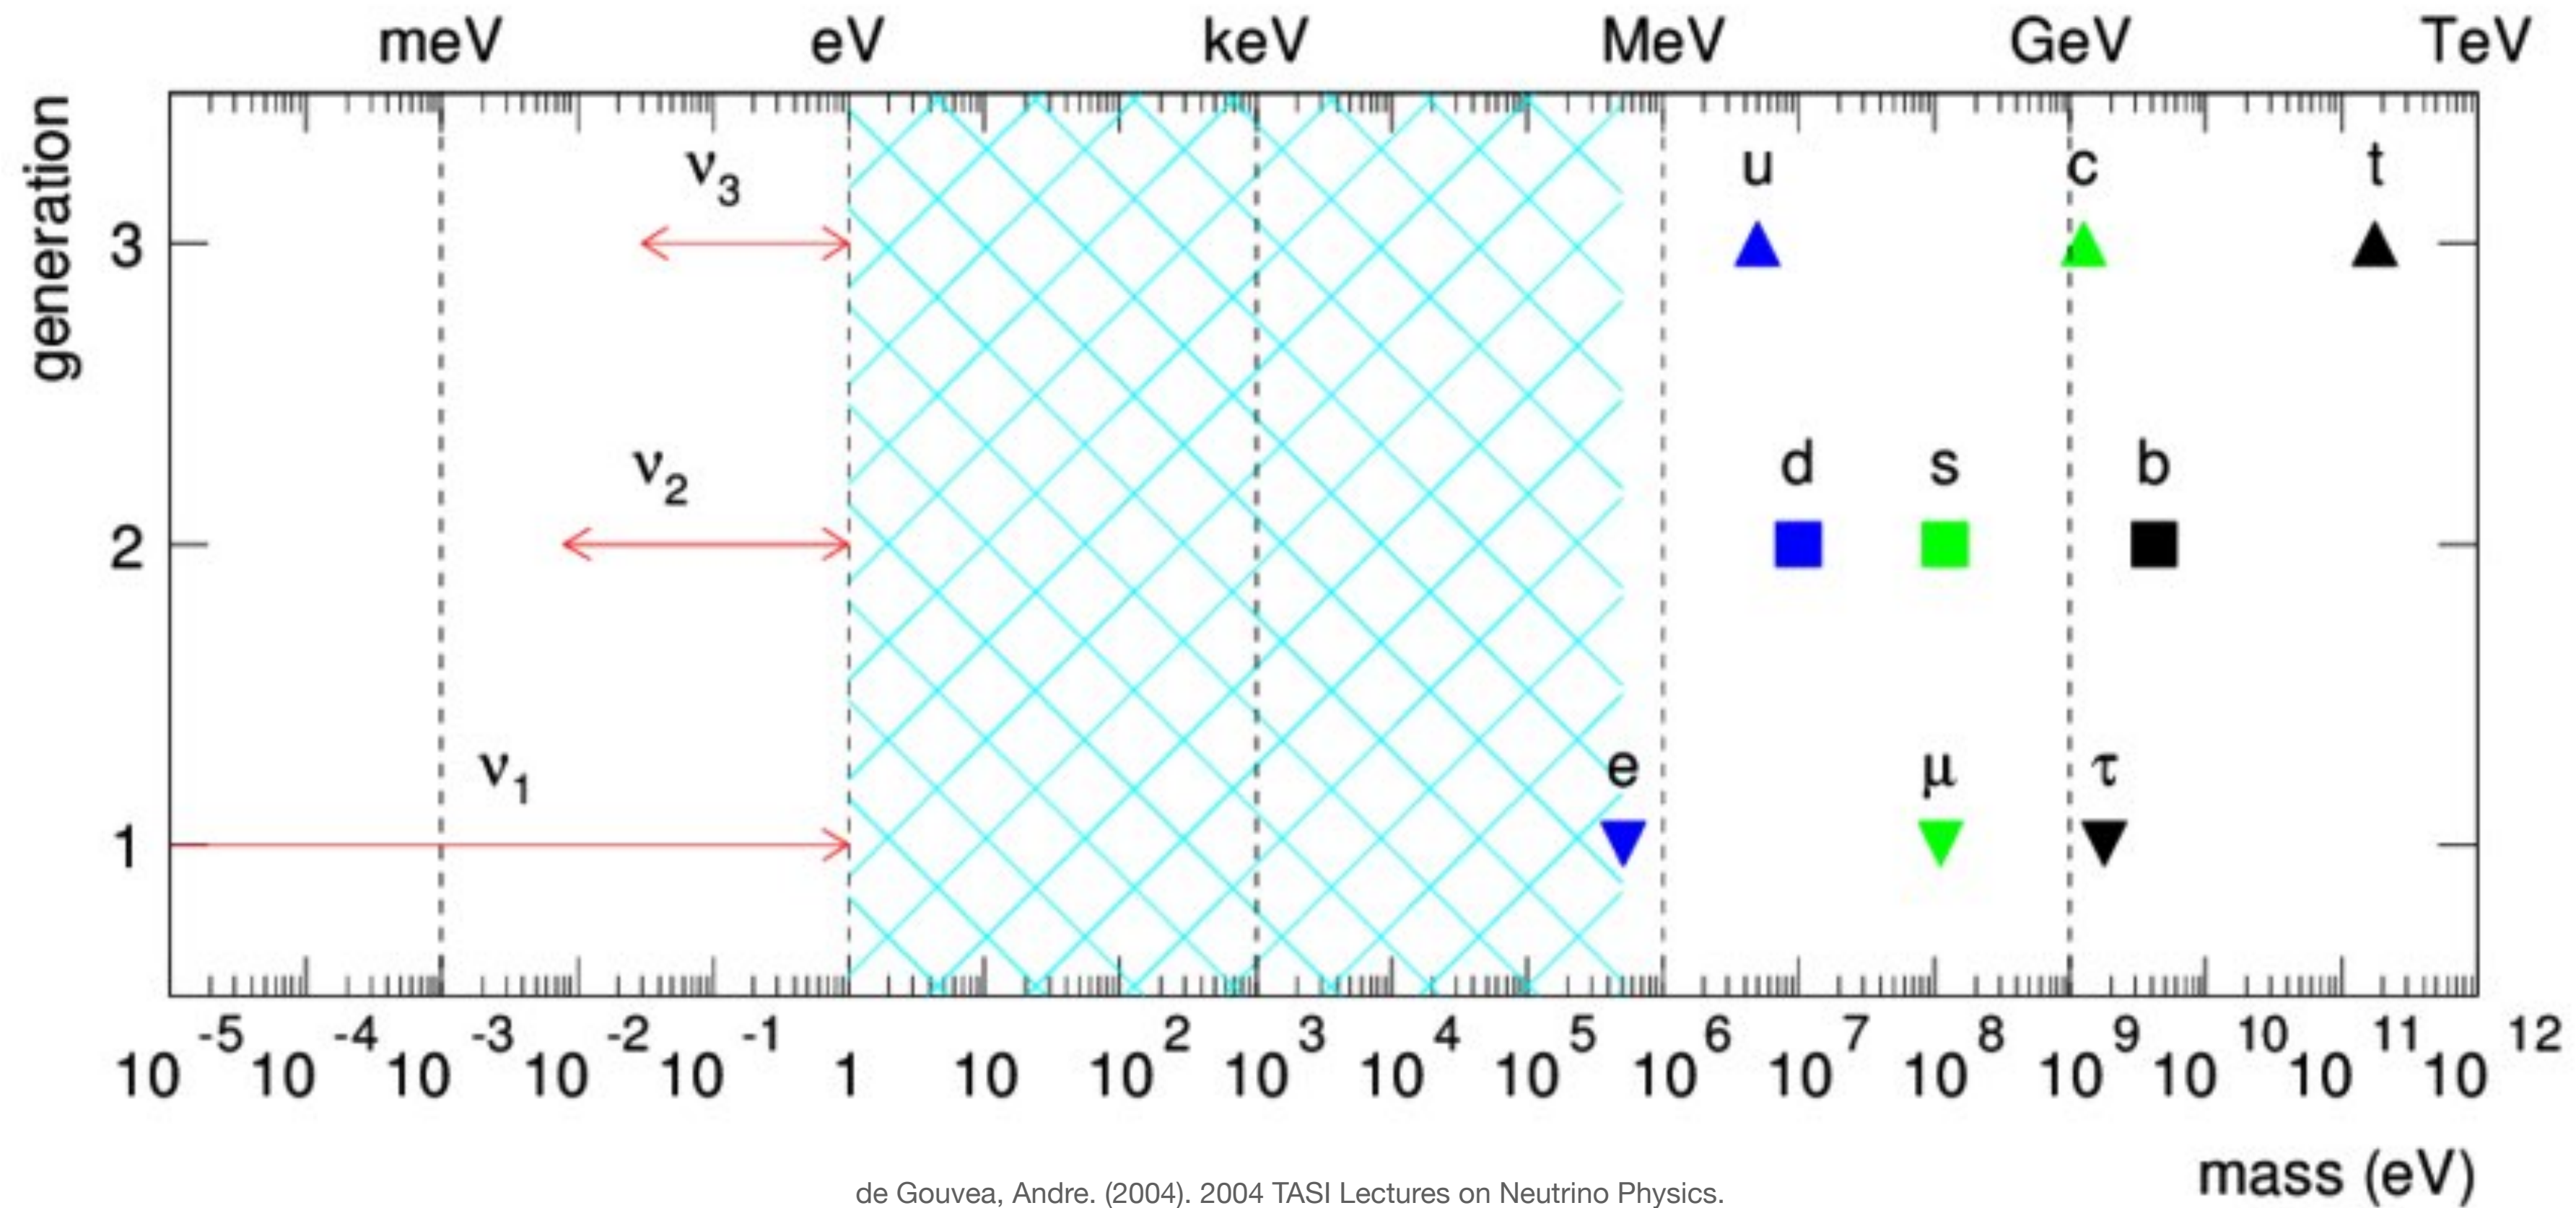 meV eV keV MeV GeV TeV
generation
ν3 u c t
3
ν2 d s b
2
ν1 e μ τ
1
10-5 10-4 10-3 10-2 10-1 1 10 102 103 104 105 106 107 108 109 1010 1011 1012
mass (eV)
de Gouvea, Andre. (2004). 2004 TASI Lectures on Neutrino Physics.